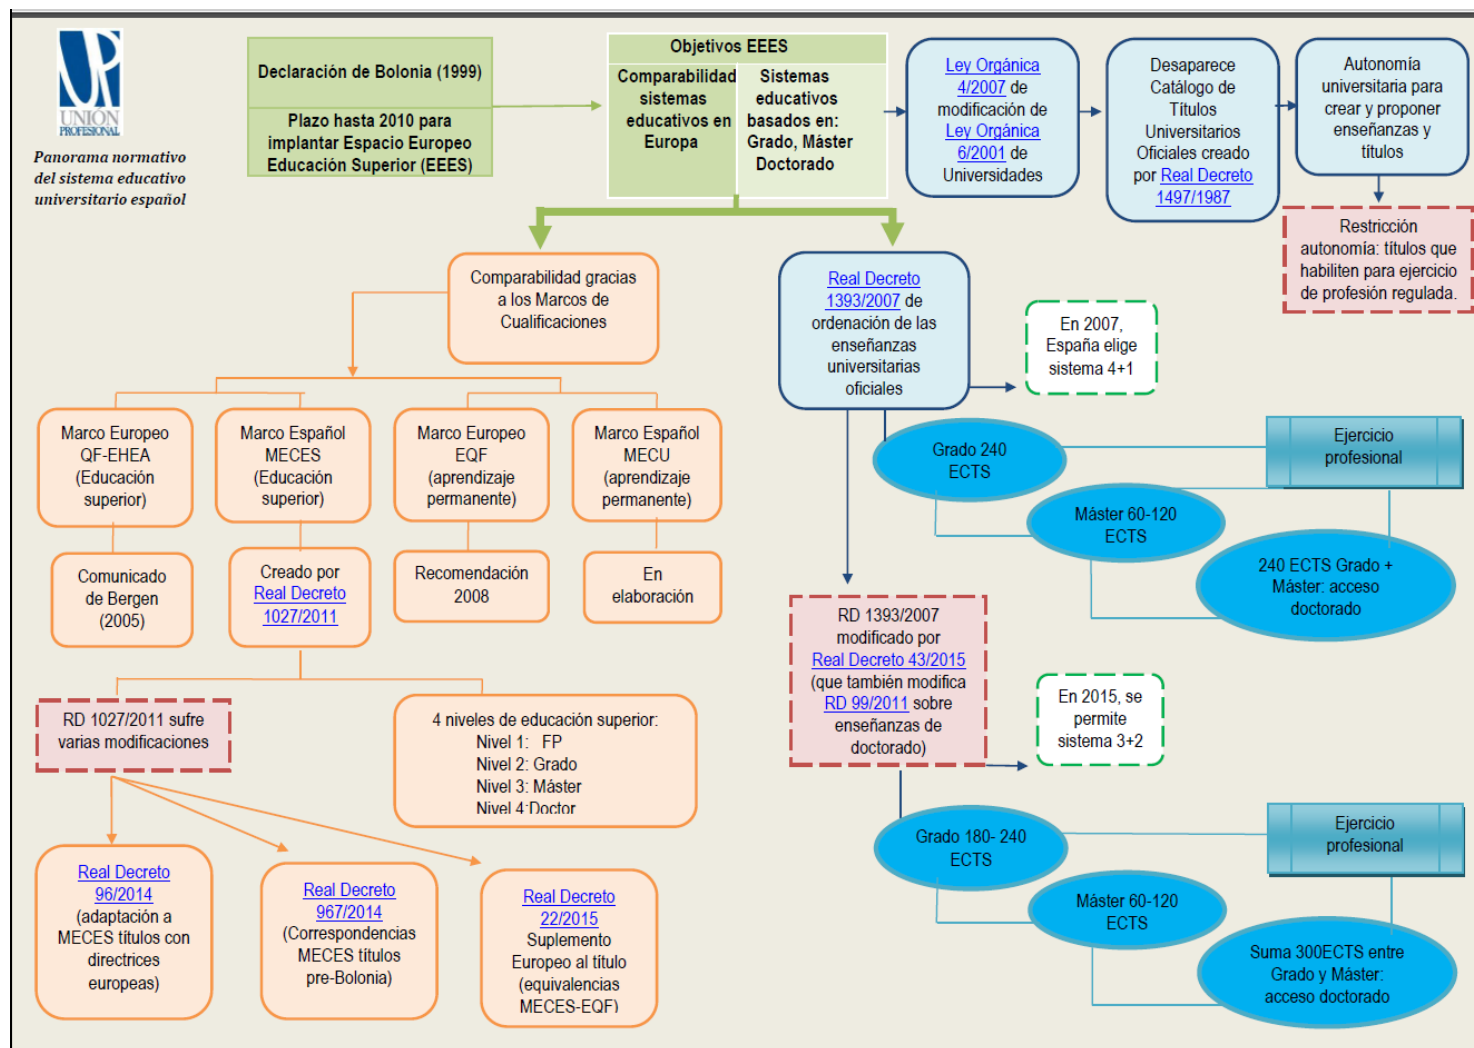 UP
UNIÓN
PROFESIONAL
Panorama normativo
del sistema educativo
universitario español
Declaración de Bolonia (1999)
Plazo hasta 2010 para
implantar Espacio Europeo
Educación Superior (EEES)
Objetivos EEES
Comparabilidad
sistemas
educativos en
Europa
Sistemas
educativos
basados en:
Grado, Máster
Doctorado
Ley Orgánica
4/2007 de
modificación de
Ley Orgánica
6/2001 de
Universidades
Desaparece
Catálogo de
Títulos
Universitarios
Oficiales creado
por Real Decreto
1497/1987
Autonomía
universitaria para
crear y proponer
enseñanzas y
títulos
Restricción
autonomía: títulos que
habiliten para ejercicio
de profesión regulada.
Comparabilidad gracias
a los Marcos de
Cualificaciones
Real Decreto
1393/2007 de
ordenación de las
enseñanzas
universitarias
oficiales
En 2007,
España elige
sistema 4+1
Marco Europeo
QF-EHEA
(Educación
superior)
Marco Español
MECES
(Educación
superior)
Marco Europeo
EQF
(aprendizaje
permanente)
Marco Español
MECU
(aprendizaje
permanente)
Comunicado
de Bergen
(2005)
Creado por
Real Decreto
1027/2011
Recomendación
2008
En
elaboración
Grado 240
ECTS
Ejercicio
profesional
Máster 60-120
ECTS
240 ECTS Grado +
Máster: acceso
doctorado
RD 1393/2007
modificado por
Real Decreto 43/2015
(que también modifica
RD 99/2011 sobre
enseñanzas de
doctorado)
En 2015, se
permite
sistema 3+2
RD 1027/2011 sufre
varias modificaciones
4 niveles de educación superior:
Nivel 1: FP
Nivel 2: Grado
Nivel 3: Máster
Nivel 4:Doctor
Real Decreto
96/2014
(adaptación a
MECES títulos con
directrices
europeas)
Real Decreto
967/2014
(Correspondencias
MECES títulos
pre-Bolonia)
Real Decreto
22/2015
Suplemento
Europeo al título
(equivalencias
MECES-EQF)
Grado 180- 240
ECTS
Ejercicio
profesional
Máster 60-120
ECTS
Suma 300ECTS entre
Grado y Máster:
acceso doctorado